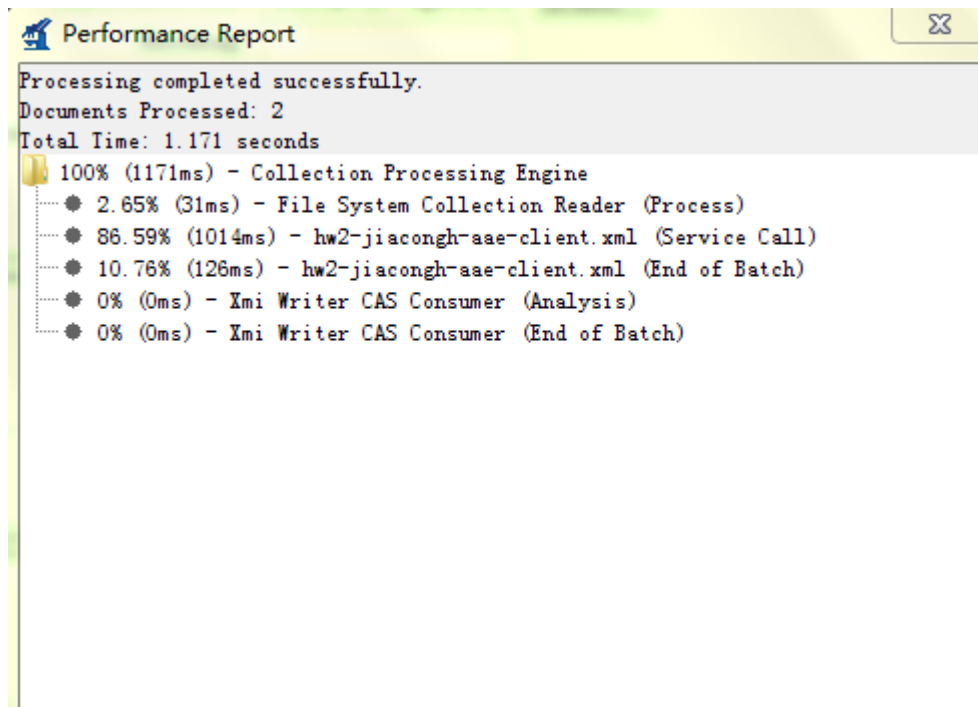 Performance Report
Processing completed successfully.
Documents Processed: 2
Total Time: 1.171 seconds
100% (1171ms) - Collection Processing Engine
2.65% (31ms) - File System Collection Reader (Process)
86.59% (1014ms) - hw2-jiacongh-aae-client.xml (Service Call)
10.76% (126ms) - hw2-jiacongh-aae-client.xml (End of Batch)
0% (0ms) - Xmi Writer CAS Consumer (Analysis)
0% (0ms) - Xmi Writer CAS Consumer (End of Batch)